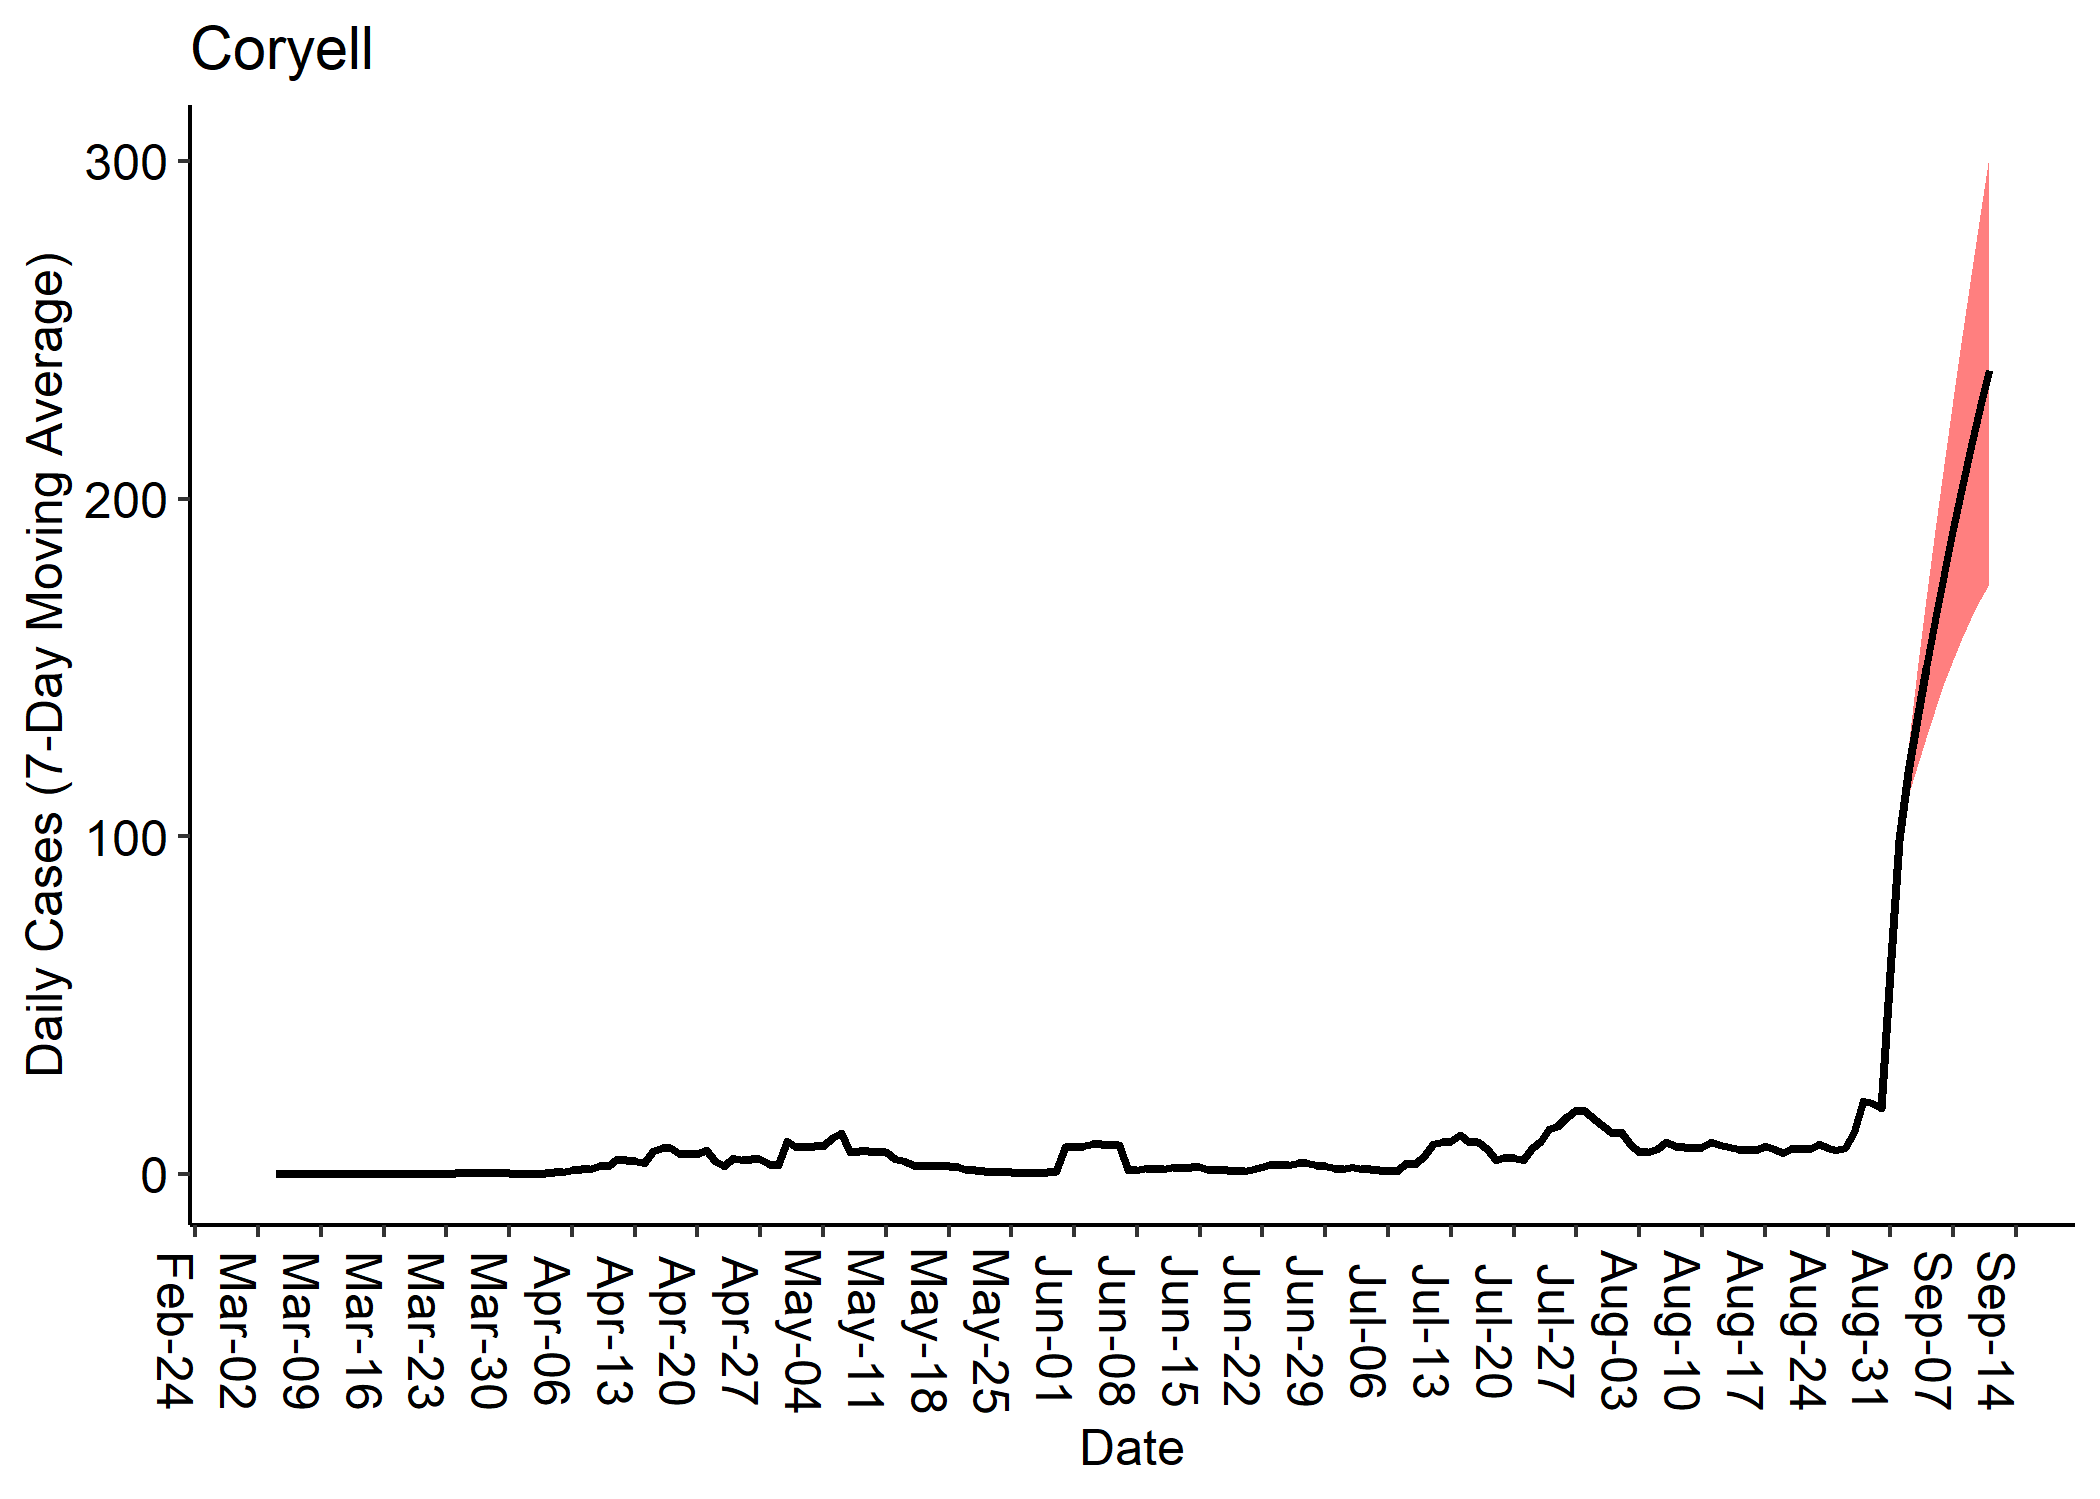 Coryell
Daily Cases (7-Day Moving Average)
300
200
100
0
Feb-24
Mar-02
Mar-09
Mar-16
Mar-23
Mar-30
Apr-06
Apr-13
Apr-20
Apr-27
May-04
May-11
May-18
May-25
Jun-01
Jun-08
Jun-15
Jun-22
Jun-29
Jul-06
Jul-13
Jul-20
Jul-27
Aug-03
Aug-10
Aug-17
Aug-24
Aug-31
Sep-07
Sep-14
Date